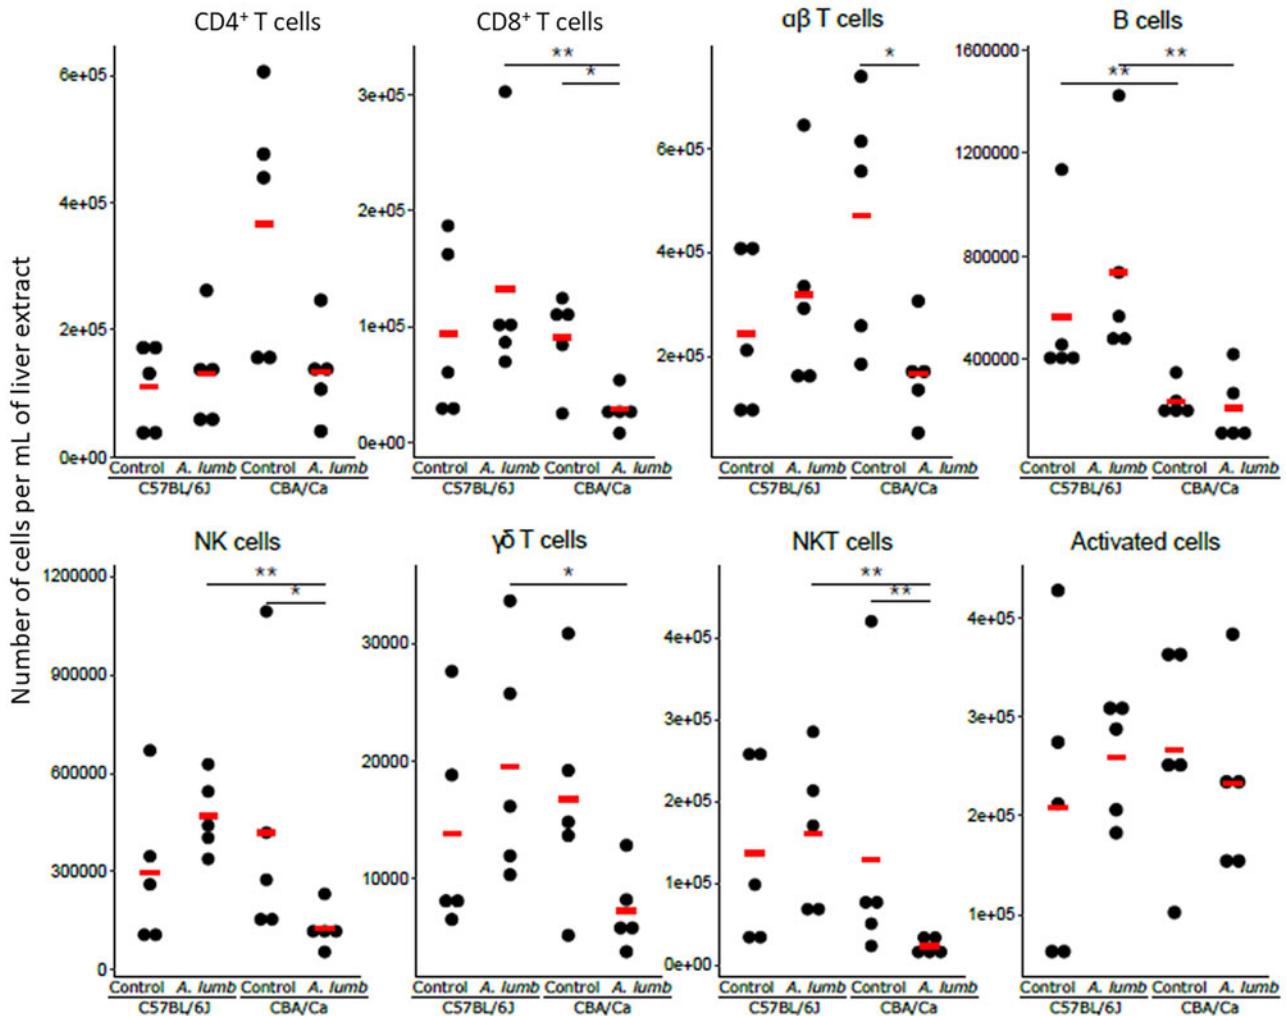 Number of cells per mL of liver extract
CD4⁺ T cells
6e+05
4e+05
2e+05
0e+00
Control A. lumb Control A. lumb
C57BL/6J CBA/Ca
CD8⁺ T cells
**
*
3e+05
2e+05
1e+05
0e+00
Control A. lumb Control A. lumb
C57BL/6J CBA/Ca
αβ T cells
*
6e+05
4e+05
2e+05
Control A. lumb Control A. lumb
C57BL/6J CBA/Ca
B cells
**
**
1600000
1200000
800000
400000
Control A. lumb Control A. lumb
C57BL/6J CBA/Ca
NK cells
**
*
1200000
900000
600000
300000
0
Control A. lumb Control A. lumb
C57BL/6J CBA/Ca
γδ T cells
*
30000
20000
10000
Control A. lumb Control A. lumb
C57BL/6J CBA/Ca
NKT cells
**
**
4e+05
3e+05
2e+05
1e+05
0e+00
Control A. lumb Control A. lumb
C57BL/6J CBA/Ca
Activated cells
4e+05
3e+05
2e+05
1e+05
Control A. lumb Control A. lumb
C57BL/6J CBA/Ca